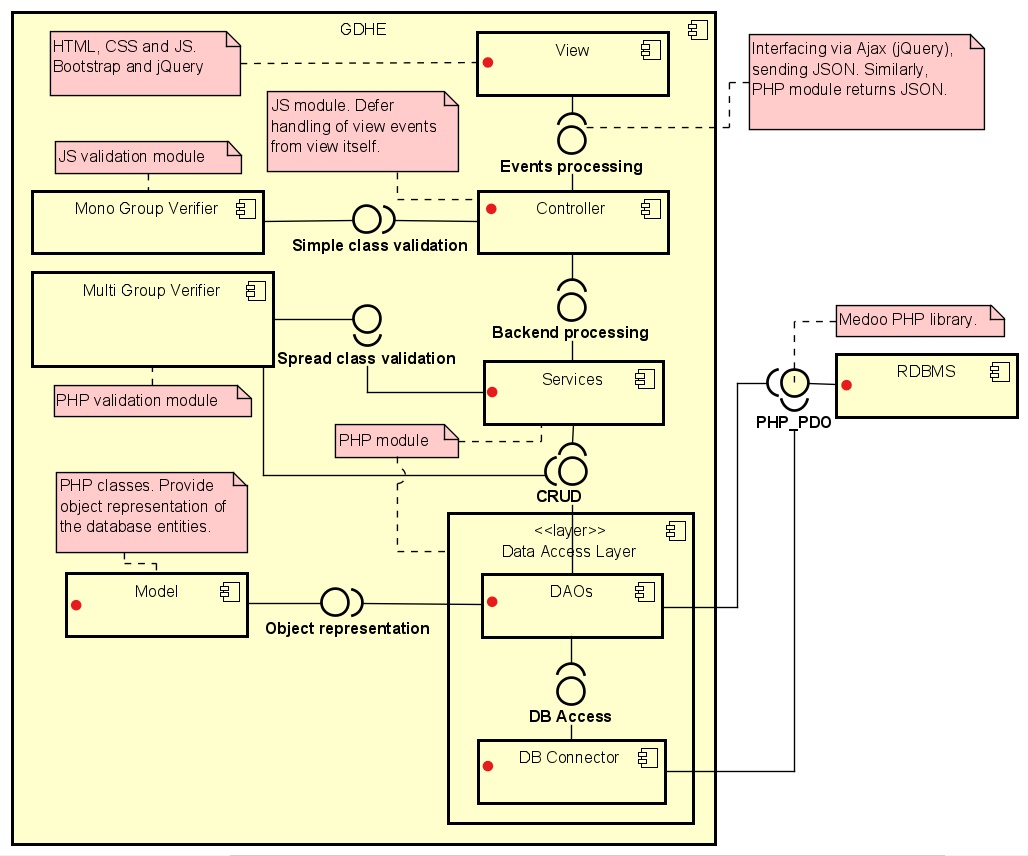 GDHE
HTML, CSS and JS.
Bootstrap and jQuery
View
Interfacing via Ajax (jQuery),
sending JSON. Similarly,
PHP module returns JSON.
JS module. Defer
handling of view events
from view itself.
Events processing
JS validation module
Mono Group Verifier
Simple class validation
Controller
Multi Group Verifier
Spread class validation
Backend processing
Medoo PHP library.
RDBMS
PHP_PDO
Services
PHP validation module
PHP module
CRUD
PHP classes. Provide
object representation of
the database entities.
<<layer>>
Data Access Layer
Model
Object representation
DAOs
DB Access
DB Connector